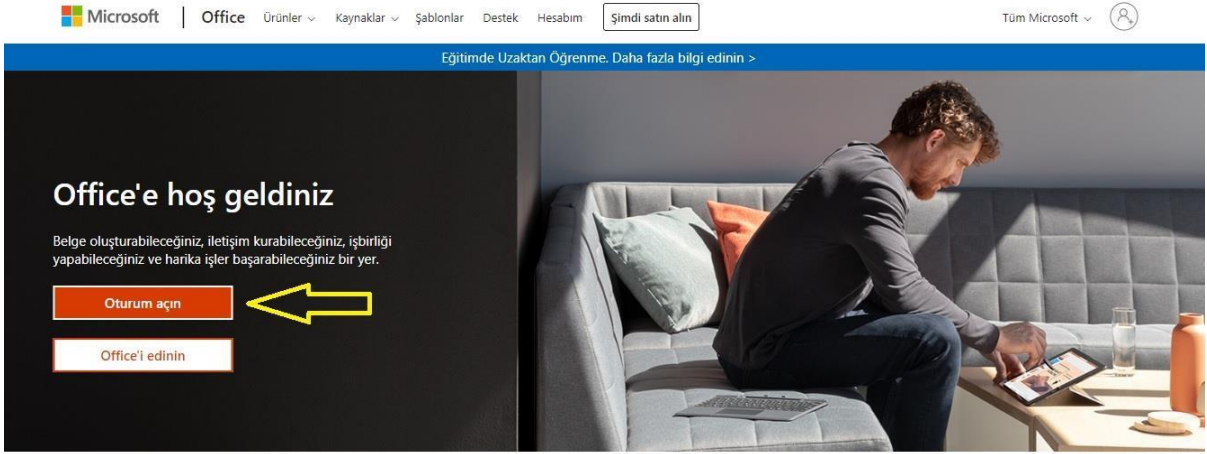 Microsoft Office Ürünler Kaynaklar Şablonlar Destek Hesabım Şimdi satın alın Tüm Microsoft
Eğitimde Uzaktan Öğrenme. Daha fazla bilgi edinin >
Office'e hoş geldiniz
Belge oluşturabileceğiniz, iletişim kurabileceğiniz, işbirliği
yapabileceğiniz ve harika işler başarabileceğiniz bir yer.
Oturum açın
Office'i edinin